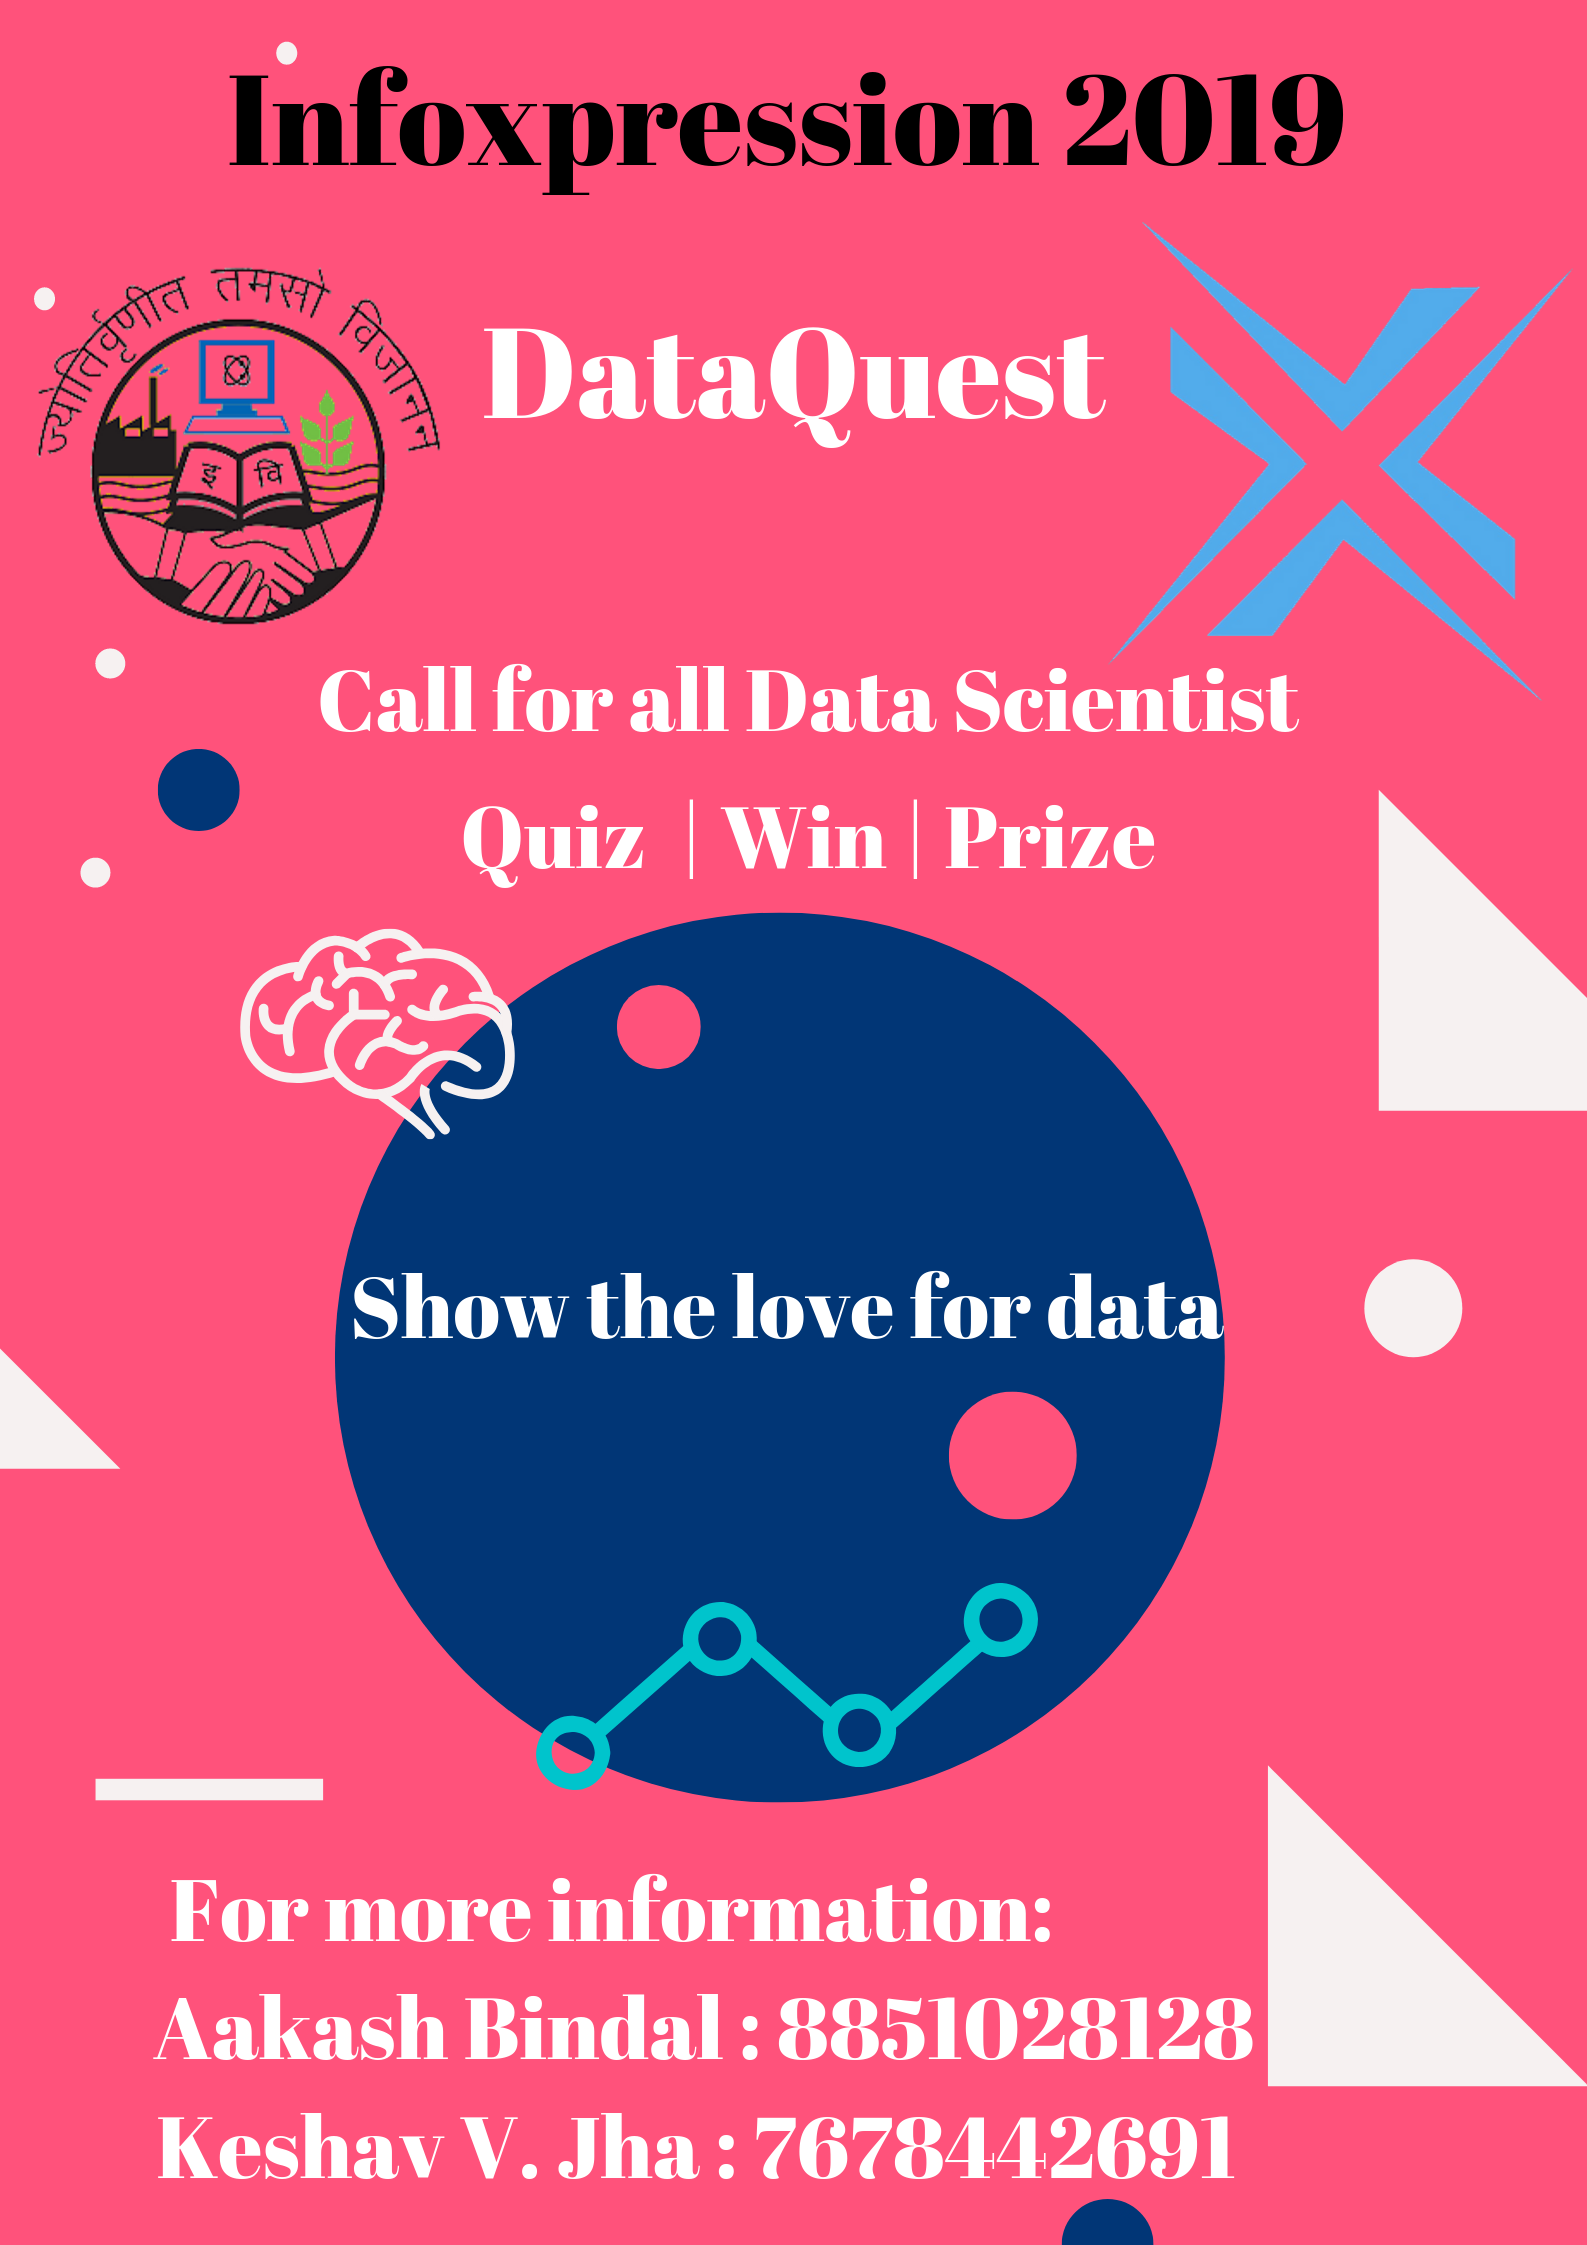 Infoxpression 2019
ज्योतिर्वृणीत तमसो विजानन
DataQuest
इ वि
Call for all Data Scientist
Quiz | Win | Prize
Show the love for data
For more information:
Aakash Bindal : 8851028128
Keshav V. Jha : 7678442691